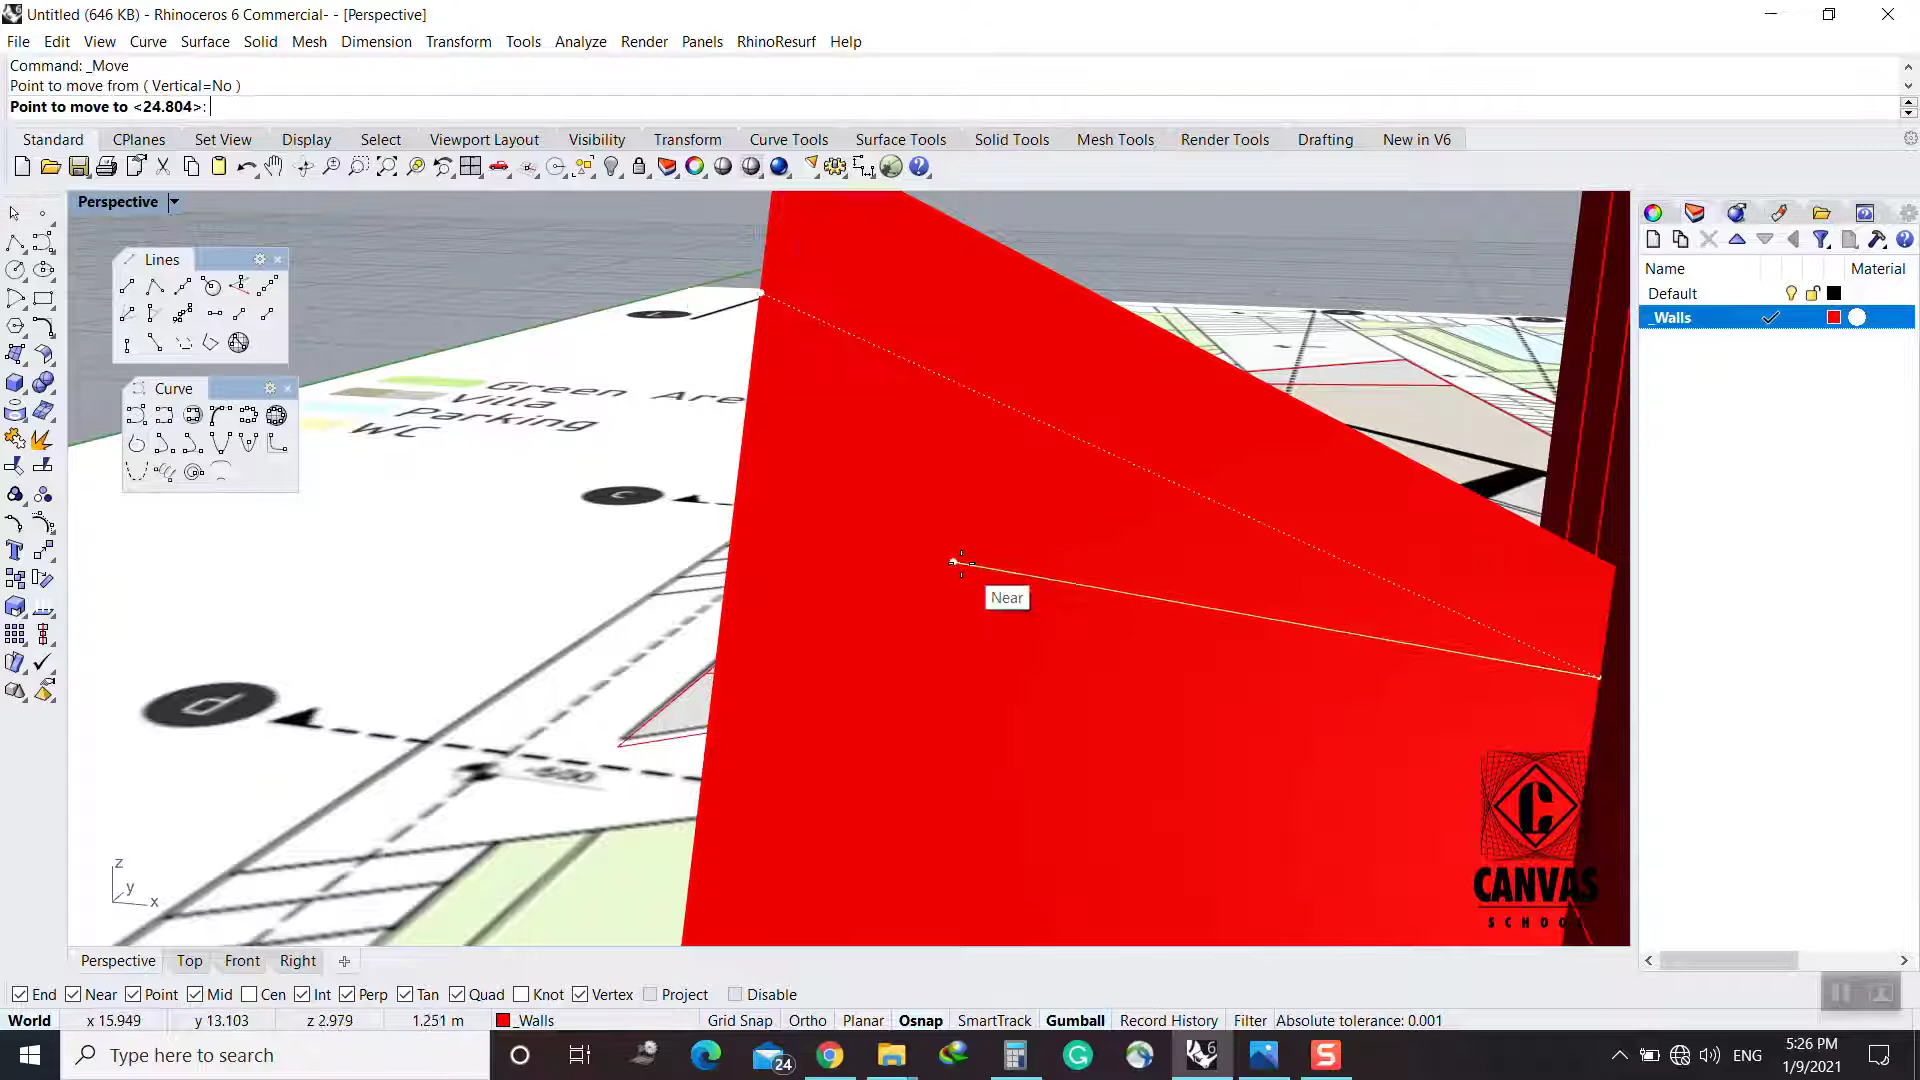 Untitled (646 KB) - Rhinoceros 6 Commercial- - [Perspective]
File Edit View Curve Surface Solid Mesh Dimension Transform Tools Analyze Render Panels RhinoResurf Help
Command: _Move
Point to move from ( Vertical=No )
Point to move to <24.804>:
Standard CPlanes Set View Display Select Viewport Layout Visibility Transform Curve Tools Surface Tools Solid Tools Mesh Tools Render Tools Drafting New in V6
Perspective
Lines
Curve
Green Are
Villa
Parking
WC
c
d
-500
Near
z
y
x
CANVAS
SCHOOL
Name Material
Default
_Walls
Perspective Top Front Right
End Near Point Mid Cen Int Perp Tan Quad Knot Vertex Project Disable
World x 15.949 y 13.103 z 2.979 1.251 m _Walls Grid Snap Ortho Planar Osnap SmartTrack Gumball Record History Filter Absolute tolerance: 0.001
Type here to search
24
6
ENG
5:26 PM
1/9/2021